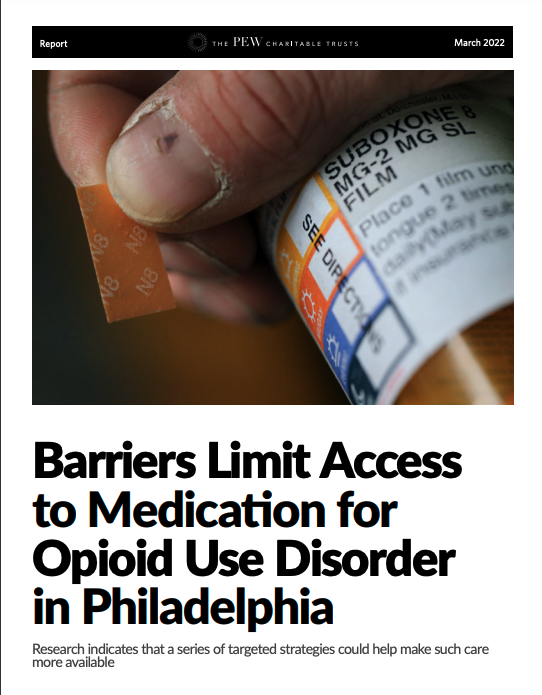 Report
THE PEW CHARITABLE TRUSTS
March 2022
SUBOXONE 8
MG-2 MG SL
FILM
Place 1 film und
tongue 2 times
daily(May sub
if insurance
SEE DIRECTIONS
N8
N8
N8
N8
Barriers Limit Access
to Medication for
Opioid Use Disorder
in Philadelphia
Research indicates that a series of targeted strategies could help make such care
more available